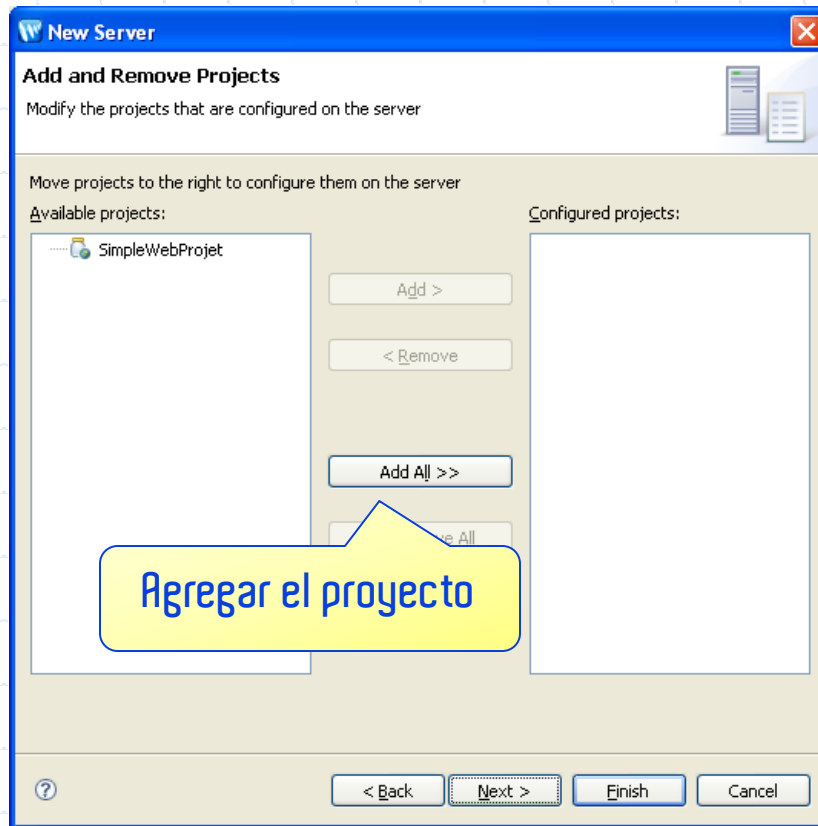 New Server
Add and Remove Projects
Modify the projects that are configured on the server
Move projects to the right to configure them on the server
Available projects:
Configured projects:
SimpleWebProjet
Add >
< Remove
Add All >>
All
Agregar el proyecto
< Back
Next >
Finish
Cancel